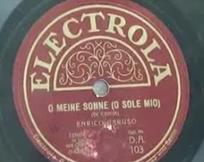 ELECTROLA
O MEINE SONNE (O SOLE MIO)
ENRICO CARUSO
D.A.
103